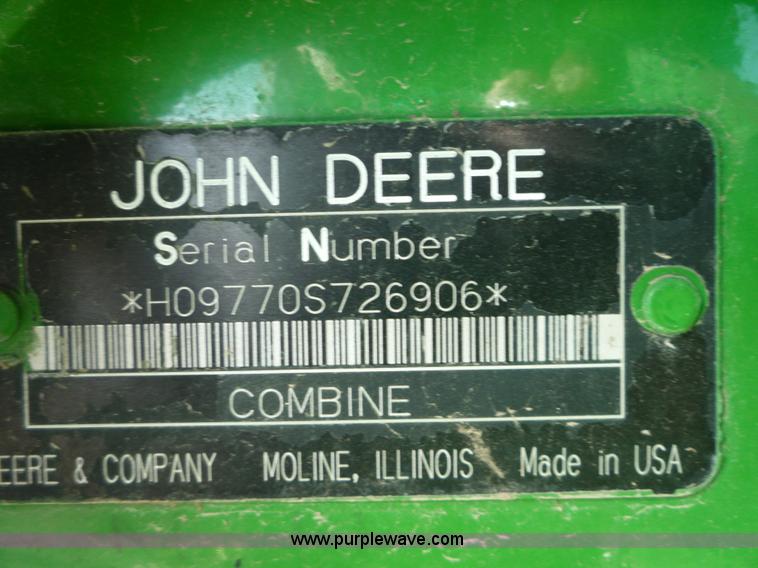 JOHN DEERE
Serial Number
*H09770S726906*
COMBINE
EERE & COMPANY MOLINE, ILLINOIS Made in USA
www.purplewave.com